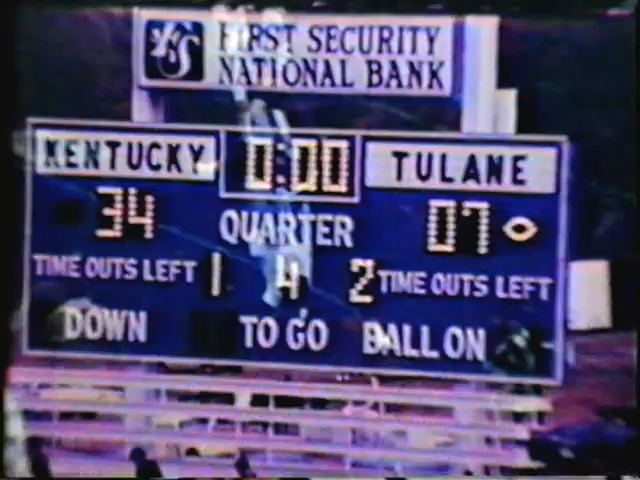 FIRST SECURITY
NATIONAL BANK
KENTUCKY 0:00 TULANE
34 QUARTER 07
TIME OUTS LEFT 1 4 2 TIME OUTS LEFT
DOWN TO GO BALL ON